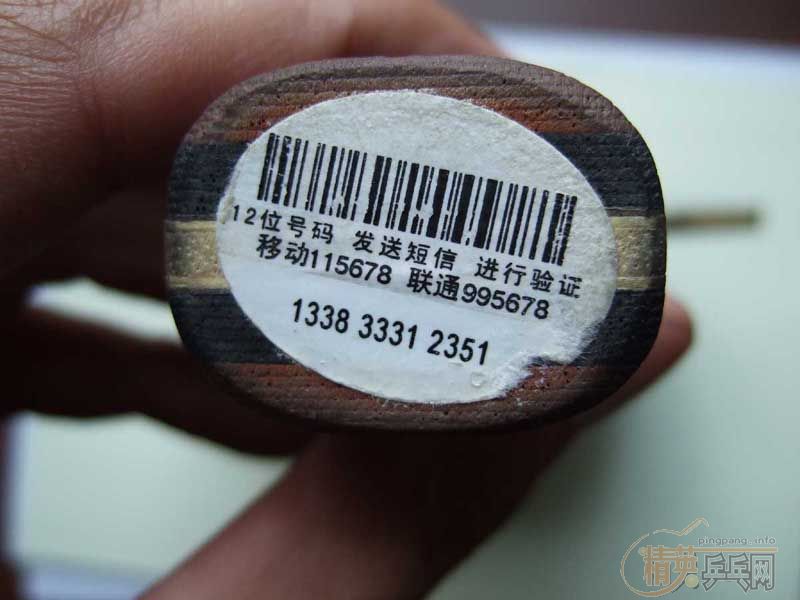 12位号码 发送短信 进行验证
移动115678 联通995678
1338 3331 2351
pingpang.info
精英乒乓网